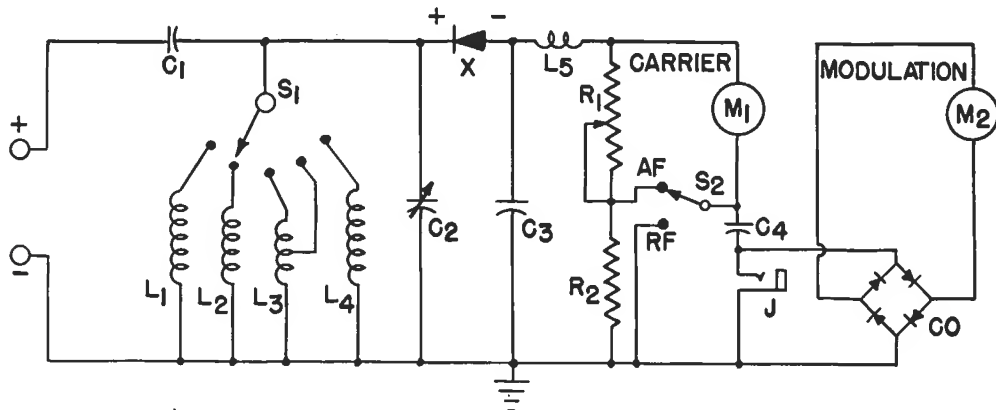 + -
C1
X
L5
CARRIER
MODULATION
S1
R1
M1
M2
+
AF
S2
C2
C3
C4
RF
-
R2
L1
L2
L3
L4
J
CO